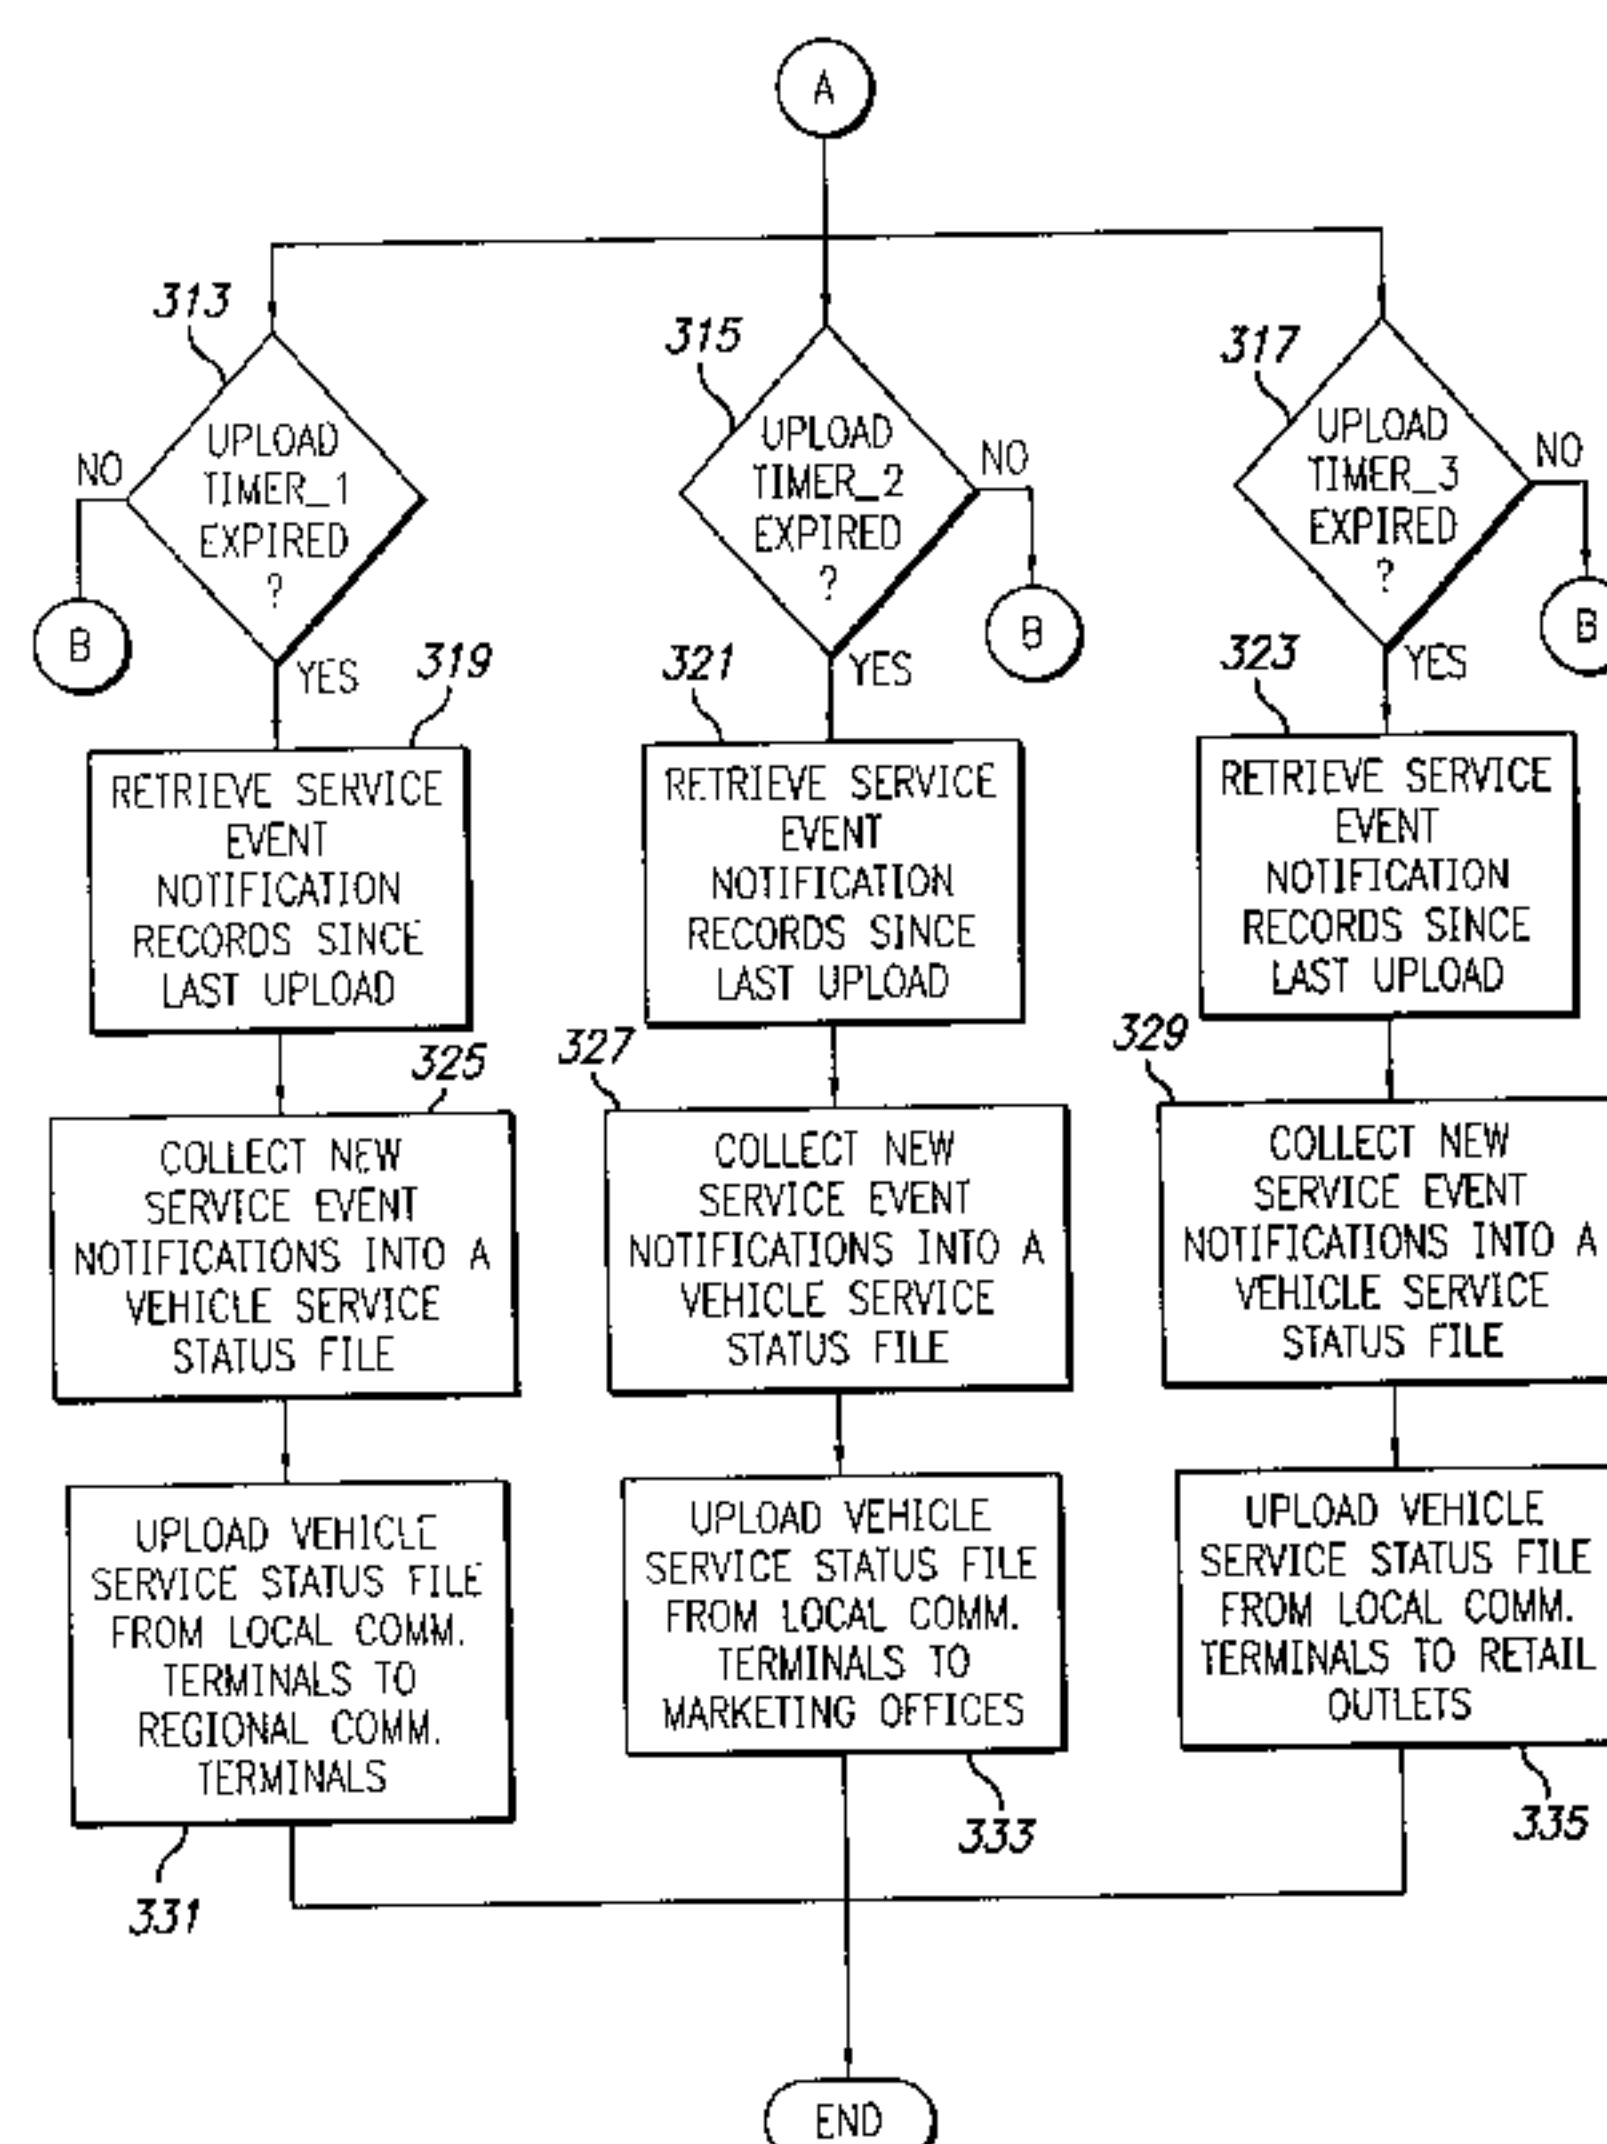 A
313
UPLOAD
TIMER_1
EXPIRED
?
NO
B
YES
315
UPLOAD
TIMER_2
EXPIRED
?
NO
B
YES
317
UPLOAD
TIMER_3
EXPIRED
?
NO
B
YES
319
RETRIEVE SERVICE
EVENT
NOTIFICATION
RECORDS SINCE
LAST UPLOAD
321
RETRIEVE SERVICE
EVENT
NOTIFICATION
RECORDS SINCE
LAST UPLOAD
323
RETRIEVE SERVICE
EVENT
NOTIFICATION
RECORDS SINCE
LAST UPLOAD
325
COLLECT NEW
SERVICE EVENT
NOTIFICATIONS INTO A
VEHICLE SERVICE
STATUS FILE
327
COLLECT NEW
SERVICE EVENT
NOTIFICATIONS INTO A
VEHICLE SERVICE
STATUS FILE
329
COLLECT NEW
SERVICE EVENT
NOTIFICATIONS INTO A
VEHICLE SERVICE
STATUS FILE
UPLOAD VEHICLE
SERVICE STATUS FILE
FROM LOCAL COMM.
TERMINALS TO
REGIONAL COMM.
TERMINALS
331
UPLOAD VEHICLE
SERVICE STATUS FILE
FROM LOCAL COMM.
TERMINALS TO
MARKETING OFFICES
333
UPLOAD VEHICLE
SERVICE STATUS FILE
FROM LOCAL COMM.
TERMINALS TO RETAIL
OUTLETS
335
END